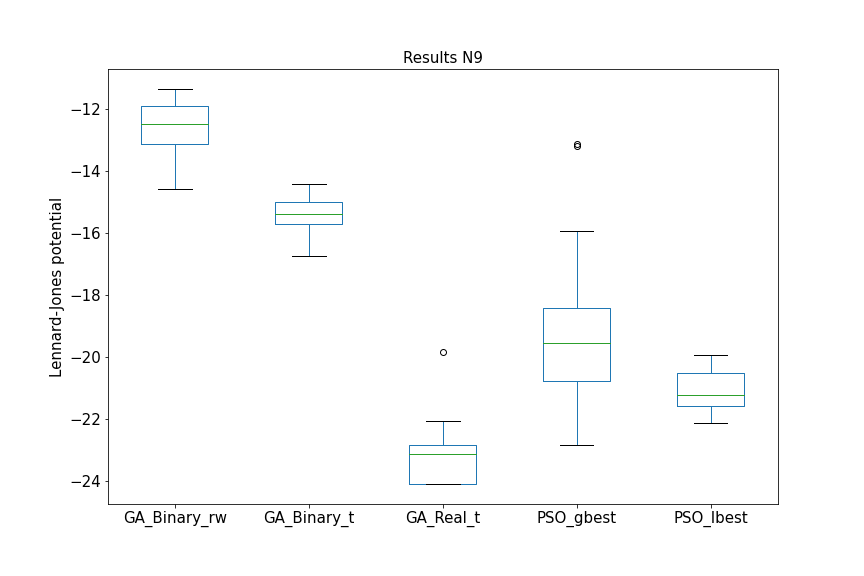 Results N9
Lennard-Jones potential
−12
−14
−16
−18
−20
−22
−24
GA_Binary_rw
GA_Binary_t
GA_Real_t
PSO_gbest
PSO_lbest